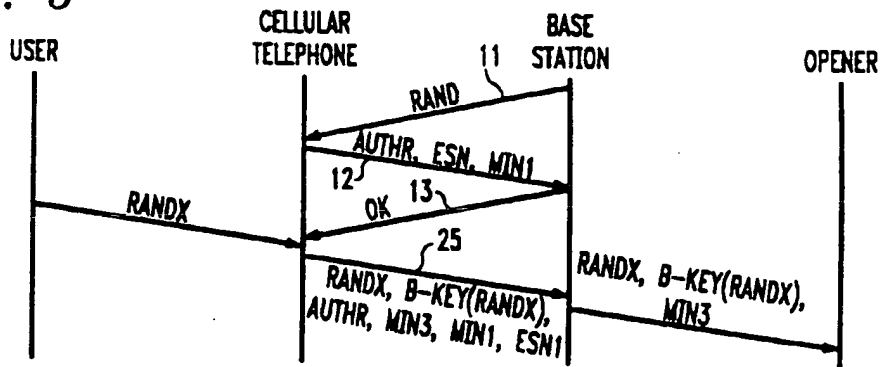 USER
CELLULAR
TELEPHONE
BASE
STATION
OPENER
11
RAND
AUTHR, ESN, MIN1
12
13
OK
RANDX
25
RANDX, B-KEY(RANDX),
AUTHR, MIN3, MIN1, ESN1
RANDX, B-KEY(RANDX),
MIN3